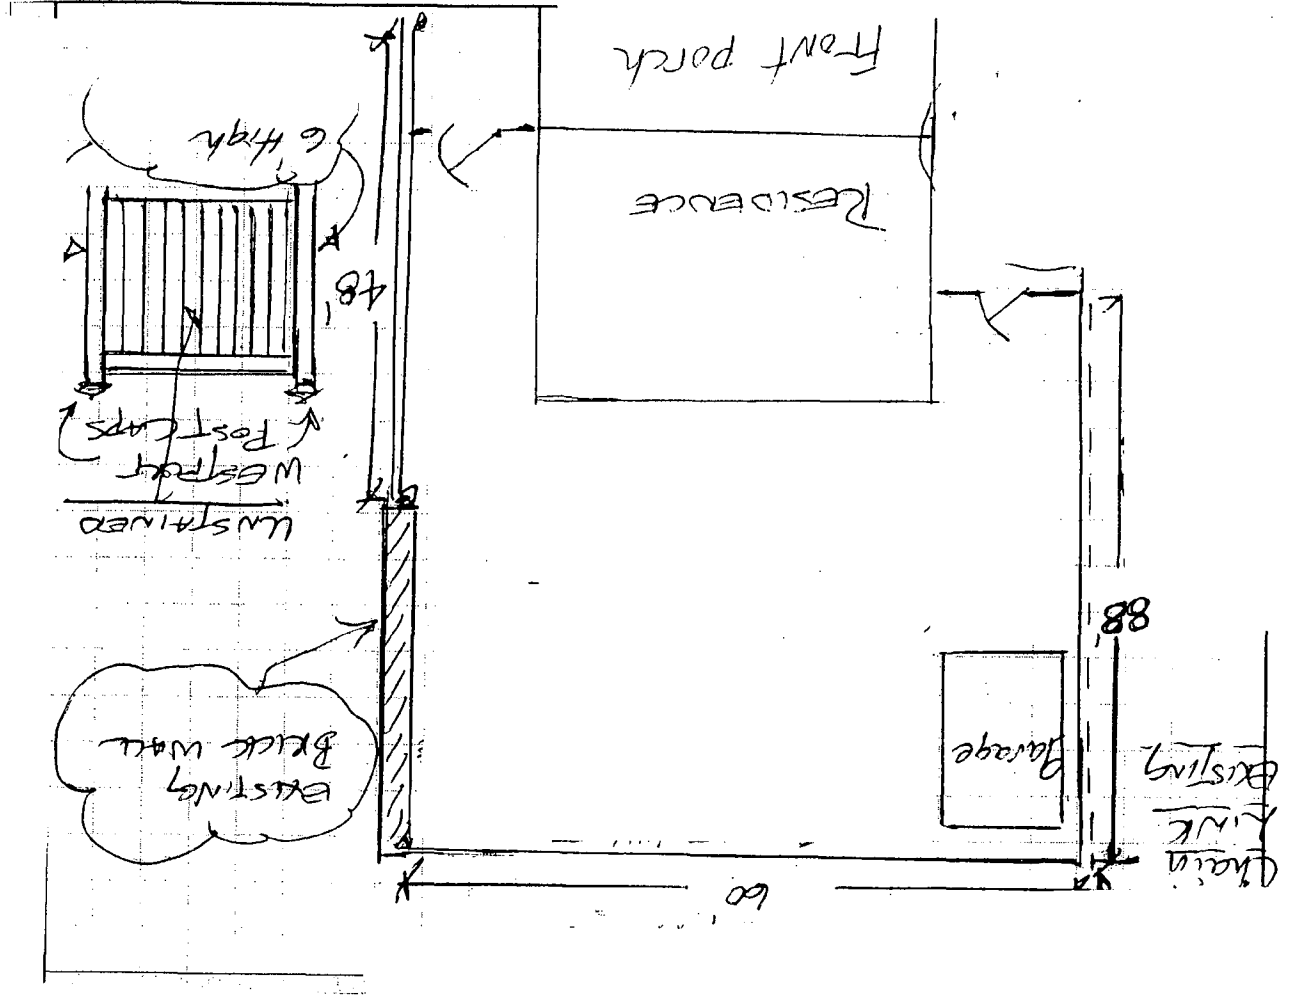 60'
Chain
LINK
EXISTING
garage
EXISTING
BRICK WALL
88'
UNSTAINED
WESTPORT
POST CAPS
48'
RESIDENCE
6' High
Front porch